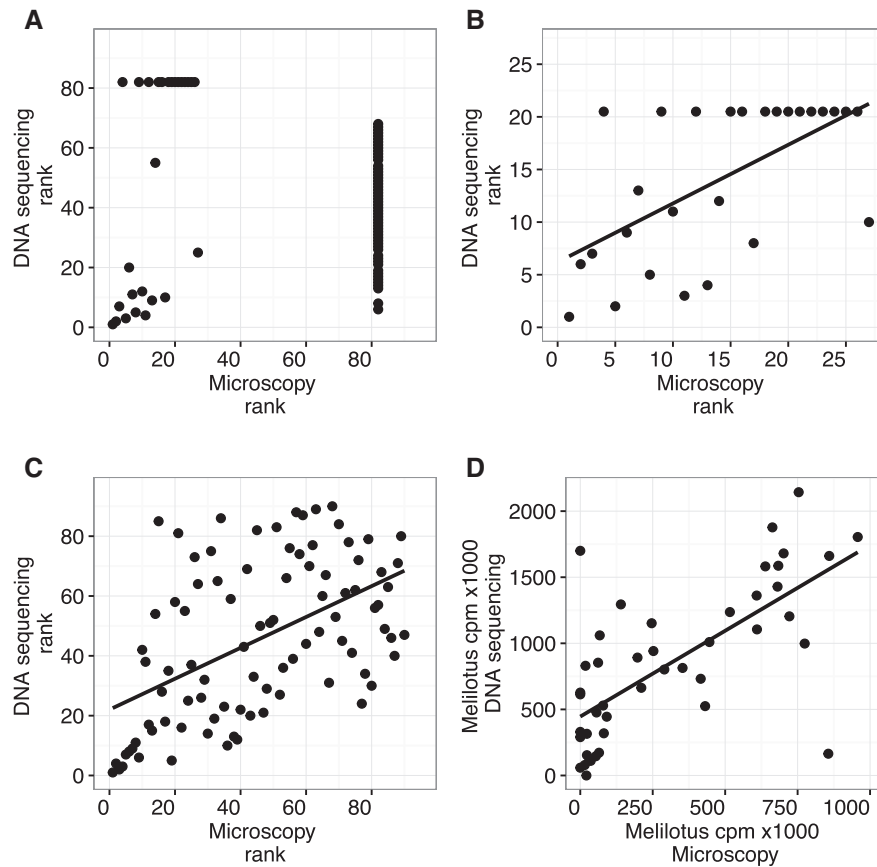 A
80
60
40
20
0
DNA sequencing
rank
0 20 40 60 80
Microscopy
rank
B
25
20
15
10
5
0
DNA sequencing
rank
0 5 10 15 20 25
Microscopy
rank
C
80
60
40
20
0
DNA sequencing
rank
0 20 40 60 80
Microscopy
rank
D
2000
1500
1000
500
0
Melilotus cpm x1000
DNA sequencing
0 250 500 750 1000
Melilotus cpm x1000
Microscopy